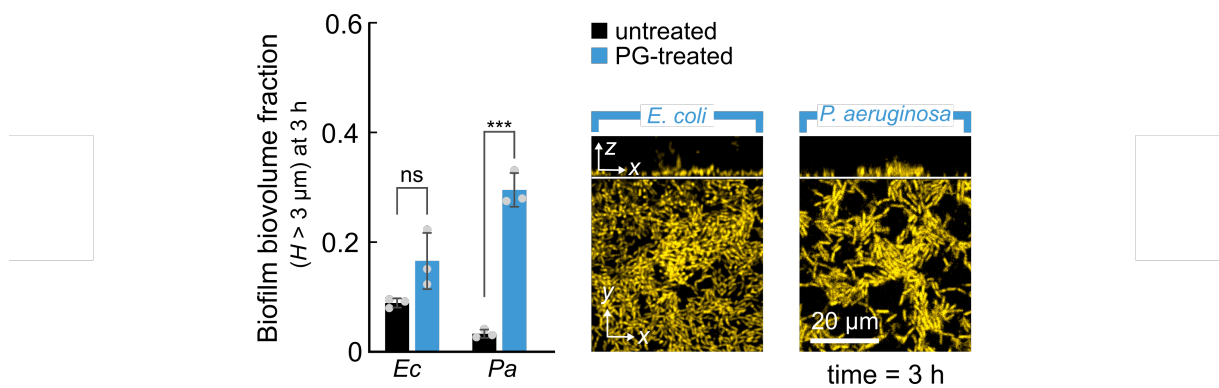 Biofilm biovolume fraction
(H > 3 μm) at 3 h
0.6
0.4
0.2
0
ns
***
Ec
Pa
untreated
PG-treated
E. coli
P. aeruginosa
z
x
y
x
20 μm
time = 3 h